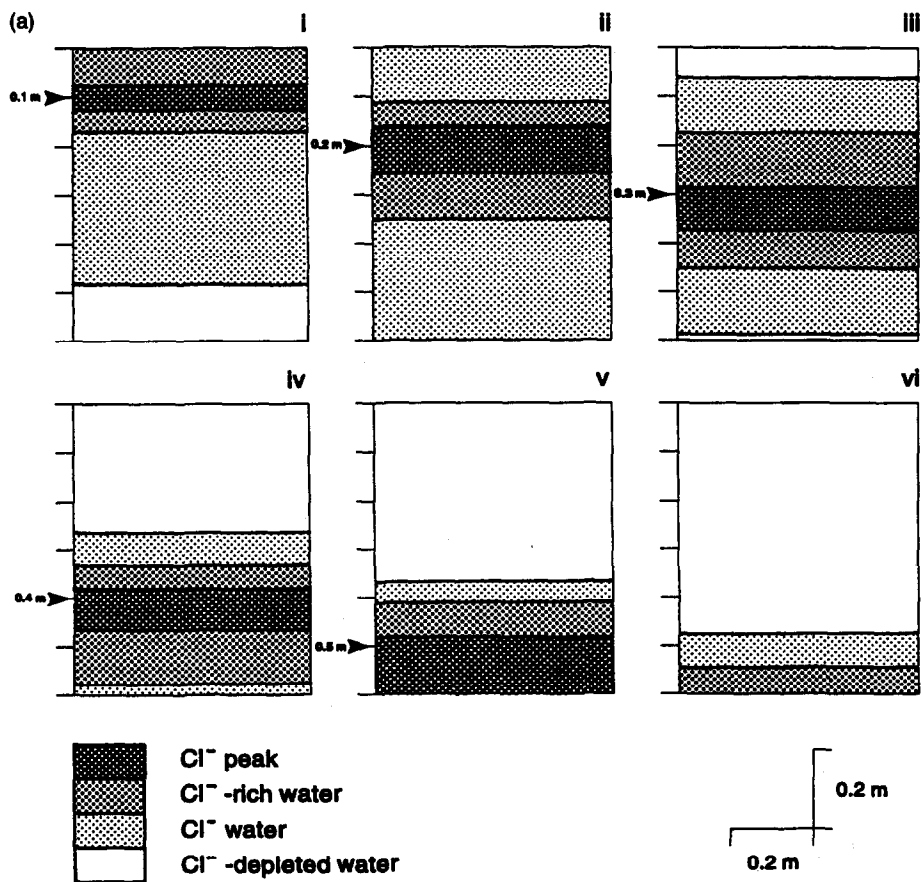 (a)
i
ii
iii
0.1 m
0.2 m
0.3 m
iv
v
vi
0.4 m
0.5 m
Cl⁻ peak
Cl⁻ -rich water
Cl⁻ water
Cl⁻ -depleted water
0.2 m
0.2 m